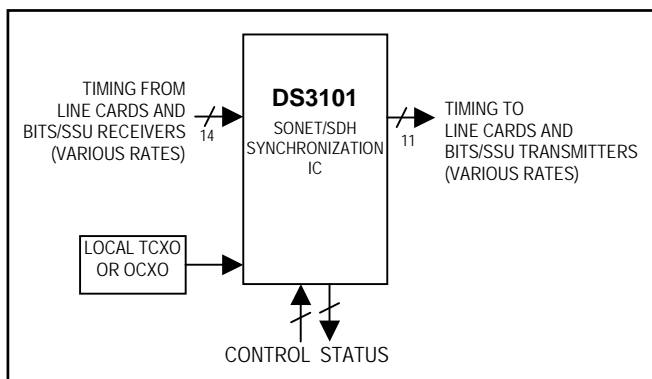 TIMING FROM
LINE CARDS AND
BITS/SSU RECEIVERS
(VARIOUS RATES)
14
DS3101
SONET/SDH
SYNCHRONIZATION
IC
11
TIMING TO
LINE CARDS AND
BITS/SSU TRANSMITTERS
(VARIOUS RATES)
LOCAL TCXO
OR OCXO
CONTROL STATUS